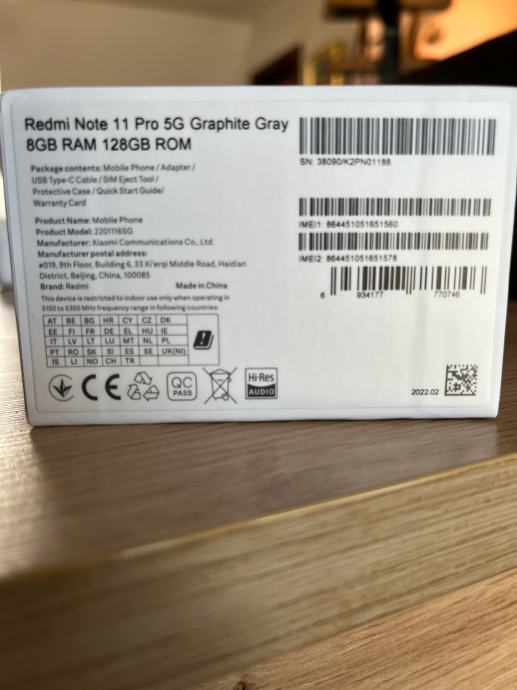 Redmi Note 11 Pro 5G Graphite Gray
8GB RAM 128GB ROM
Package contents: Mobile Phone / Adapter /
USB Type-C Cable / SIM Eject Tool /
Protective Case / Quick Start Guide/
Warranty Card
Product Name: Mobile Phone
Product Model: 2201116SG
Manufacturer: Xiaomi Communications Co., Ltd.
Manufacturer postal address:
#019, 9th Floor, Building 6, 33 Xi'erqi Middle Road, Haidian
District, Beijing, China, 100085
Brand: Redmi Made in China
This device is restricted to indoor use only when operating in
5150 to 5350 MHz frequency range in following countries:
AT BE BG HR CY CZ DK
EE FI FR DE EL HU IE
IT LV LT LU MT NL PL
PT RO SK SI ES SE UK(NI)
IS LI NO CH TR
CE
QC
PASS
Hi-Res
AUDIO
SN: 38090/K2PN01188
IMEI1: 864451051651560
IMEI2: 864451051651578
6 934177 770746
2022.02